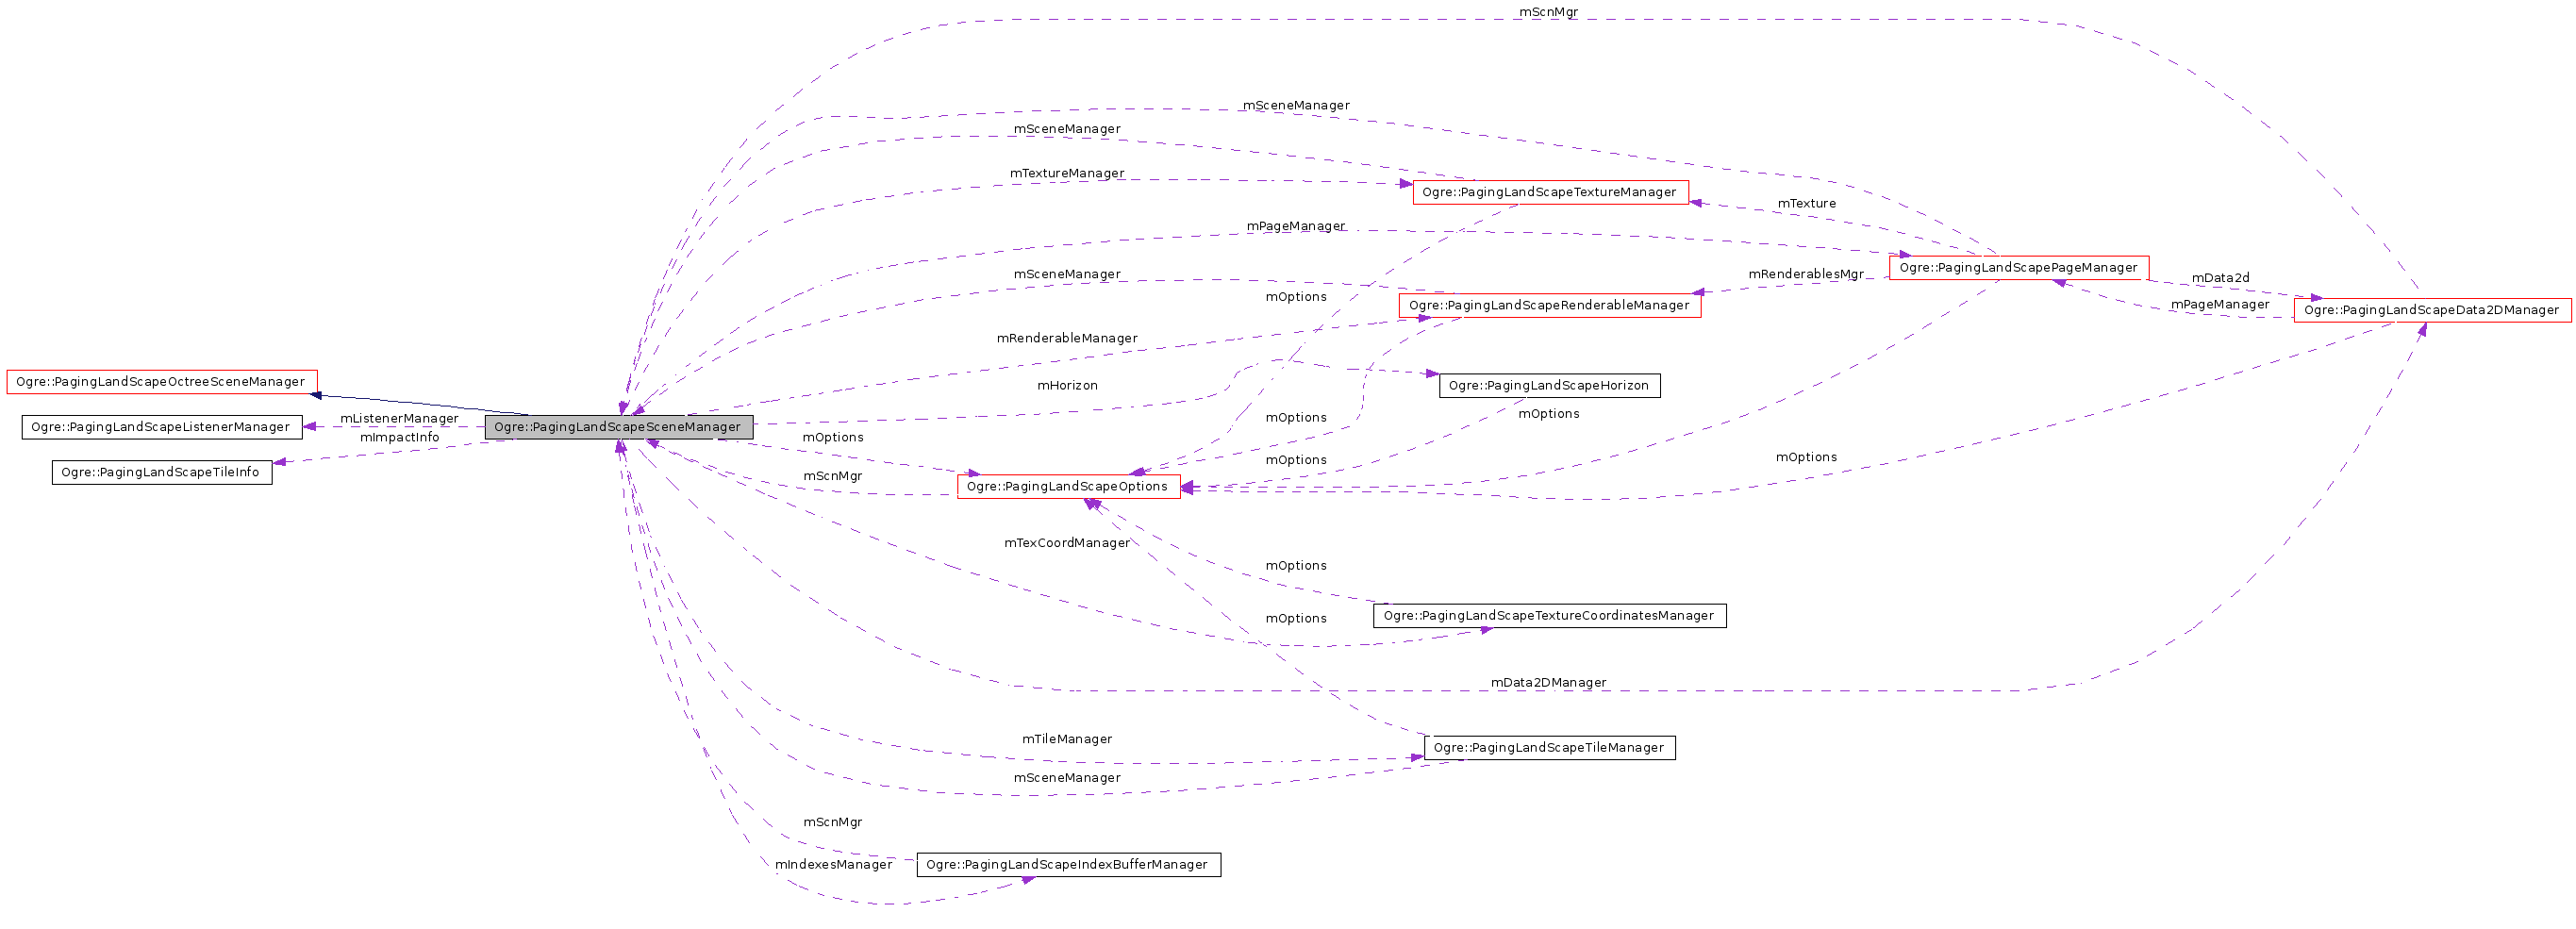 mScnMgr
mSceneManager
mSceneManager
mTextureManager
Ogre::PagingLandScapeTextureManager
mTexture
mPageManager
Ogre::PagingLandScapePageManager
mSceneManager
mRenderablesMgr
mData2d
mOptions
Ogre::PagingLandScapeRenderableManager
mPageManager
Ogre::PagingLandScapeData2DManager
mRenderableManager
Ogre::PagingLandScapeOctreeSceneManager
mHorizon
Ogre::PagingLandScapeHorizon
mListenerManager
mOptions
mOptions
Ogre::PagingLandScapeListenerManager
Ogre::PagingLandScapeSceneManager
mImpactInfo
mOptions
mOptions
mOptions
Ogre::PagingLandScapeTileInfo
mScnMgr
Ogre::PagingLandScapeOptions
mTexCoordManager
mOptions
mOptions
Ogre::PagingLandScapeTextureCoordinatesManager
mData2DManager
mTileManager
Ogre::PagingLandScapeTileManager
mSceneManager
mScnMgr
mIndexesManager
Ogre::PagingLandScapeIndexBufferManager